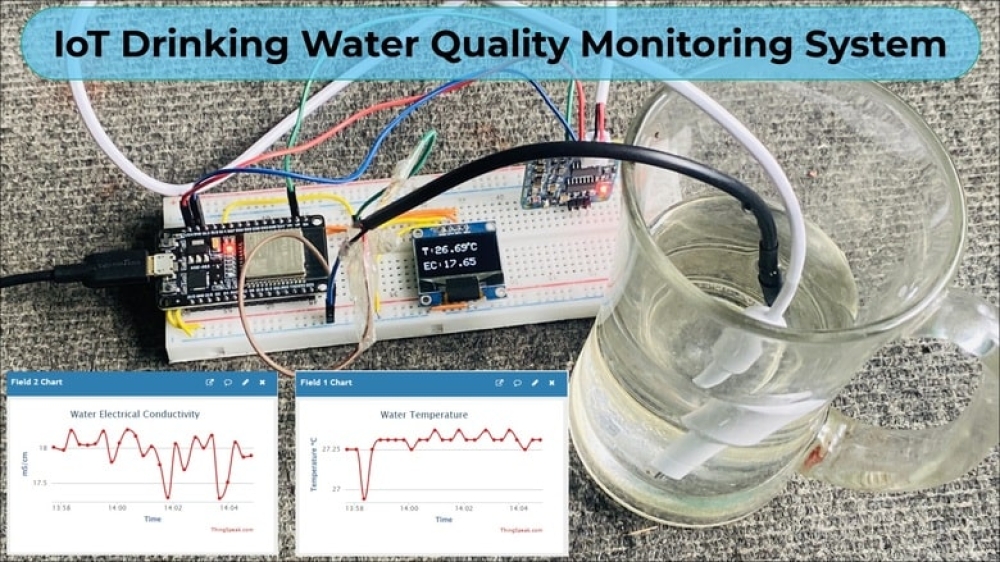 IoT Drinking Water Quality Monitoring System
T:26.69°C
EC:17.65
Field 2 Chart
Water Electrical Conductivity
mS/cm
18
17.5
13:58
14:00
14:02
14:04
Time
ThingSpeak.com
Field 1 Chart
Water Temperature
Temperature °C
27.25
27
13:58
14:00
14:02
14:04
Time
ThingSpeak.com